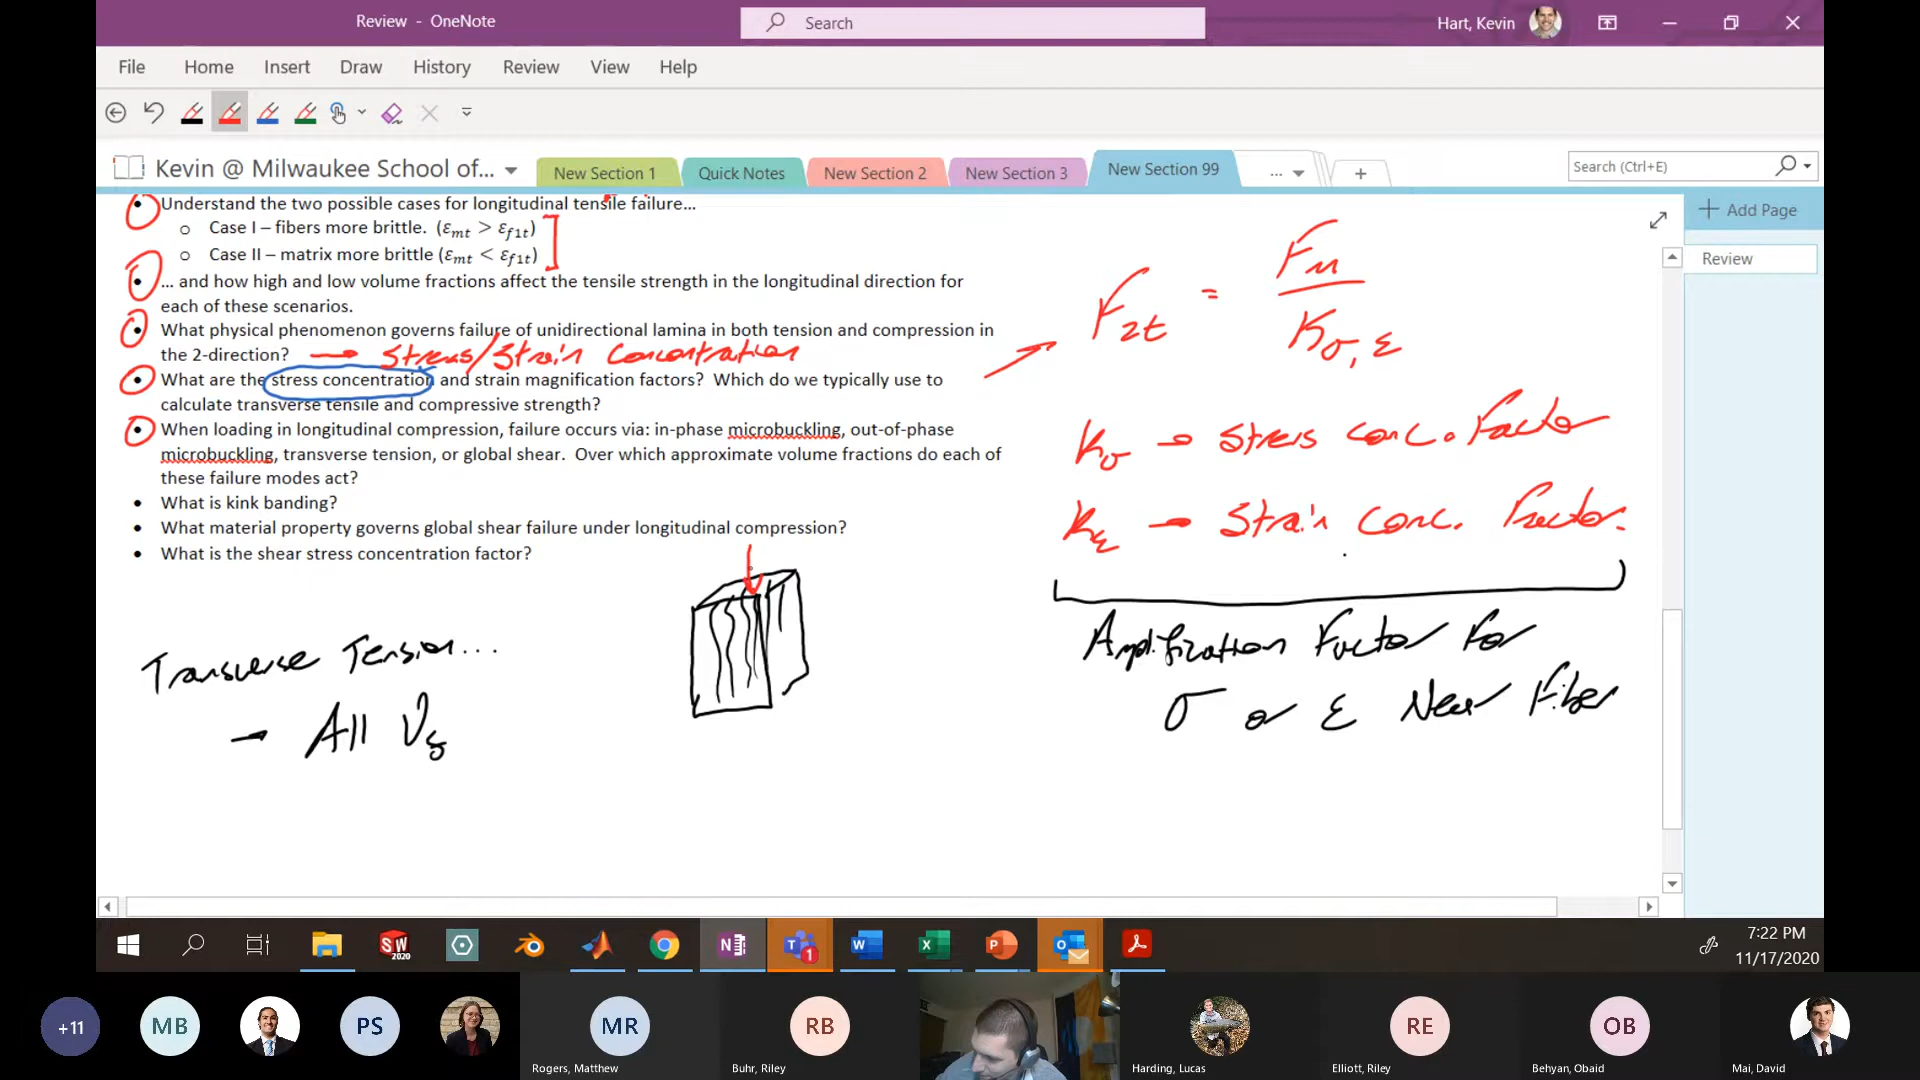 Review - OneNote
Search
Hart, Kevin
File Home Insert Draw History Review View Help
Kevin @ Milwaukee School of...
New Section 1
Quick Notes
New Section 2
New Section 3
New Section 99
...
Search (Ctrl+E)
Add Page
Review
• Understand the two possible cases for longitudinal tensile failure...
o Case I – fibers more brittle. (εmt > εf1t)
o Case II – matrix more brittle (εmt < εf1t)
• ... and how high and low volume fractions affect the tensile strength in the longitudinal direction for
each of these scenarios.
• What physical phenomenon governs failure of unidirectional lamina in both tension and compression in
the 2-direction? → Stress/Strain Concentration
• What are the stress concentration and strain magnification factors? Which do we typically use to
calculate transverse tensile and compressive strength?
• When loading in longitudinal compression, failure occurs via: in-phase microbuckling, out-of-phase
microbuckling, transverse tension, or global shear. Over which approximate volume fractions do each of
these failure modes act?
• What is kink banding?
• What material property governs global shear failure under longitudinal compression?
• What is the shear stress concentration factor?
Transverse Tension...
→ All Vf
F2t = FM / Kσ,ε
Kσ → Stress Conc. Factor
Kε → Strain Conc. Factor.
Amplification Factor For
σ or ε Near Fiber
SW
2020
1
7:22 PM
11/17/2020
+11
MB
PS
MR
RB
RE
OB
Rogers, Matthew
Buhr, Riley
Harding, Lucas
Elliott, Riley
Behyan, Obaid
Mai, David